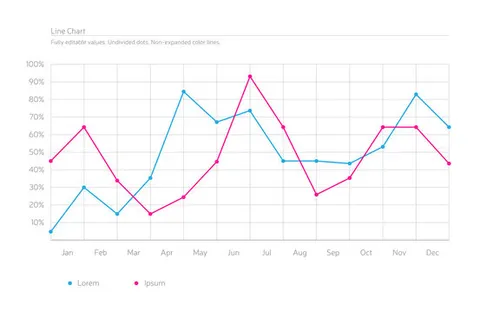 Line Chart
Fully editable values. Undivided dots. Non-expanded color lines.
100%
90%
80%
70%
60%
50%
40%
30%
20%
10%
Jan Feb Mar Apr May Jun Jul Aug Sep Oct Nov Dec
Lorem Ipsum